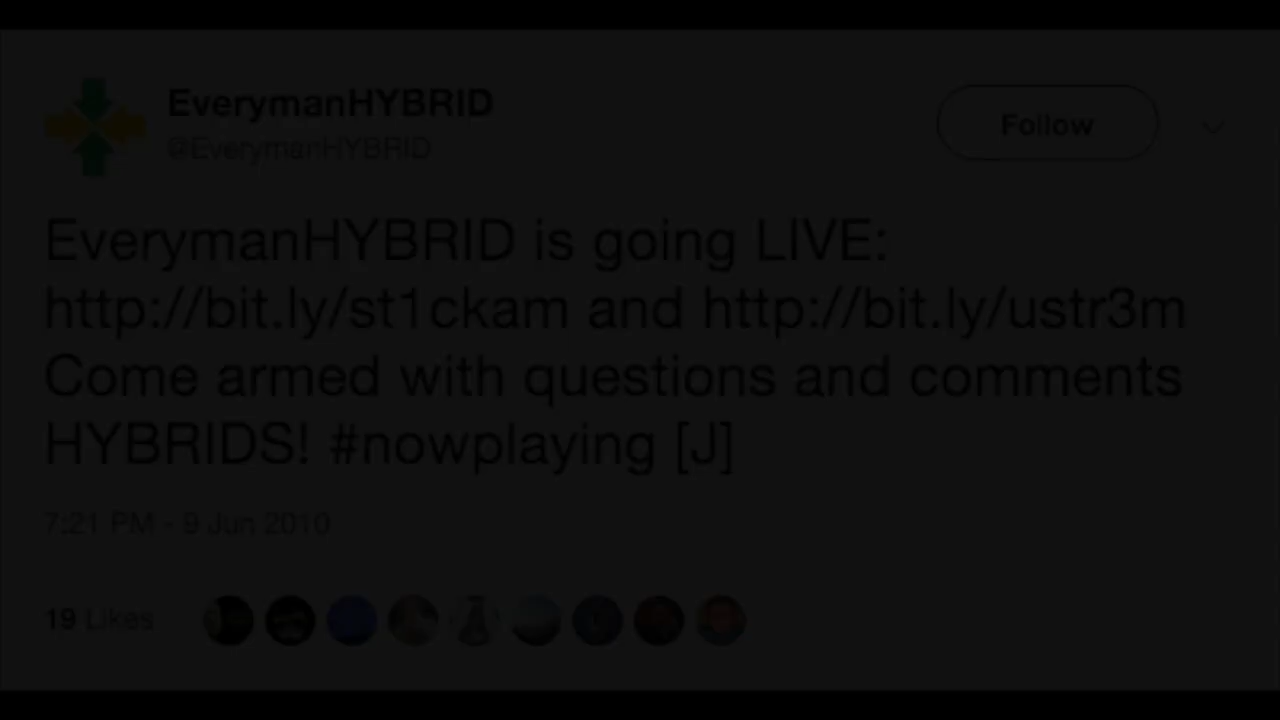 EverymanHYBRID
@EverymanHYBRID
Follow
EverymanHYBRID is going LIVE:
http://bit.ly/st1ckam and http://bit.ly/ustr3m
Come armed with questions and comments
HYBRIDS! #nowplaying [J]
7:21 PM - 9 Jun 2010
19 Likes